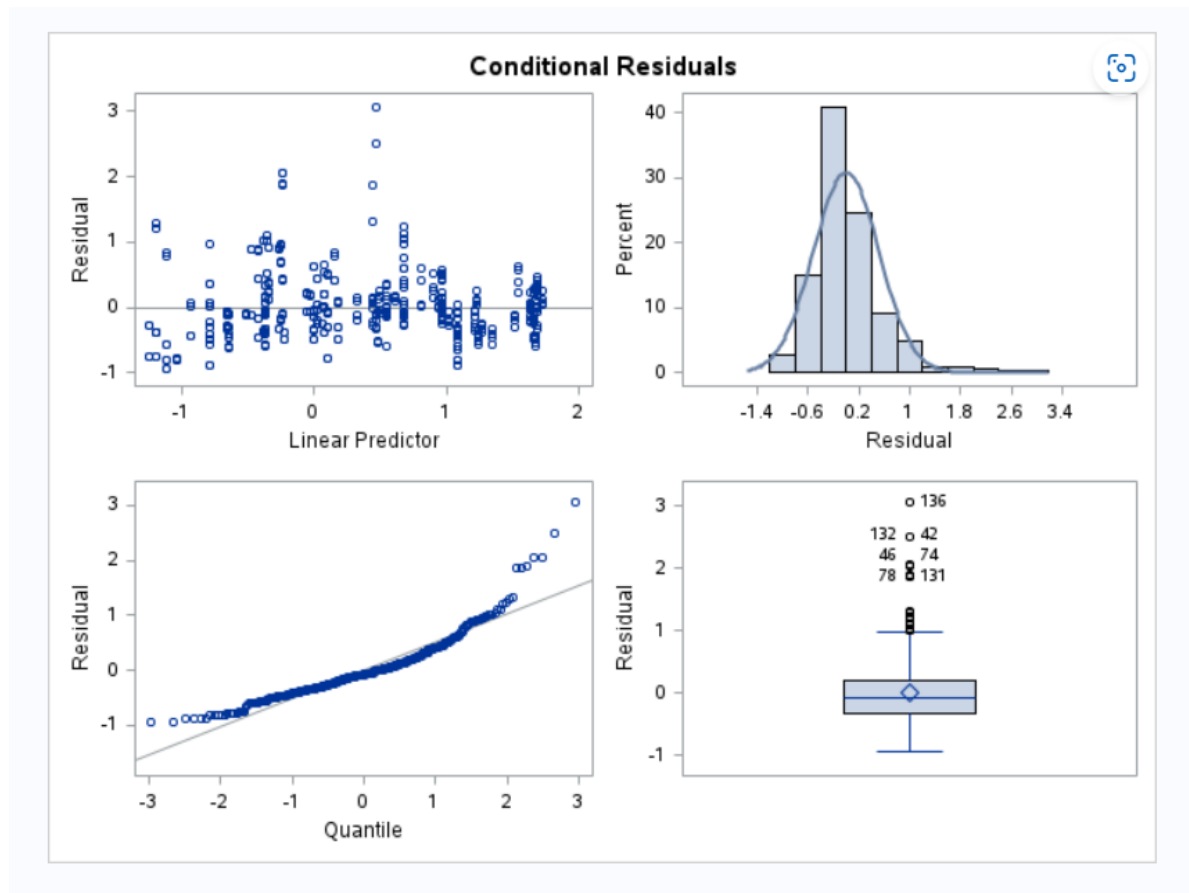 Conditional Residuals
3
2
1
0
-1
Residual
-1 0 1 2
Linear Predictor
40
30
20
10
0
Percent
-1.4 -0.6 0.2 1 1.8 2.6 3.4
Residual
3
2
1
0
-1
Residual
-3 -2 -1 0 1 2 3
Quantile
3
2
1
0
-1
Residual
136
132 42
46 74
78 131